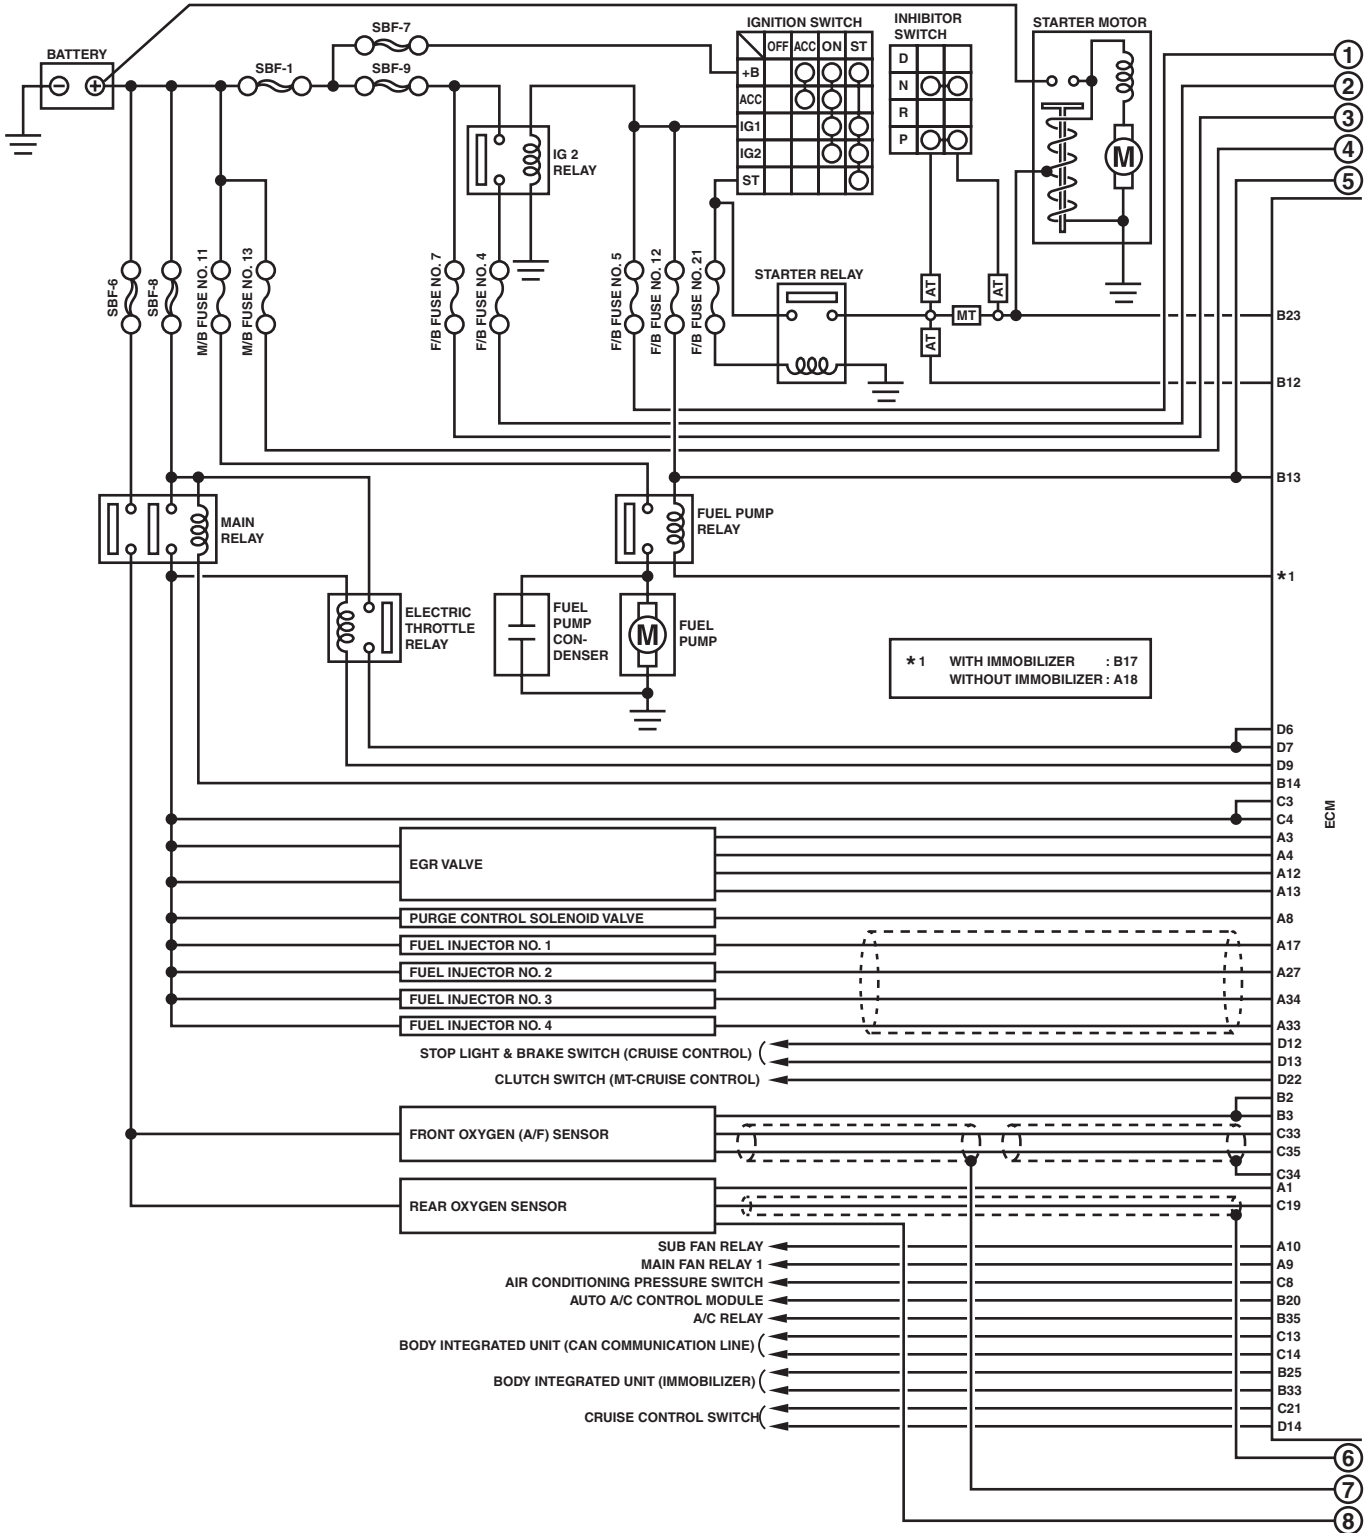 BATTERY
SBF-7
SBF-1
SBF-9
IGNITION SWITCH
OFF ACC ON ST
+B
ACC
IG1
IG2
ST
INHIBITOR
SWITCH
D
N
R
P
STARTER MOTOR
M
1
2
3
4
5
IG 2
RELAY
SBF-6
SBF-8
M/B FUSE NO. 11
M/B FUSE NO. 13
F/B FUSE NO. 7
F/B FUSE NO. 4
F/B FUSE NO. 5
F/B FUSE NO. 12
F/B FUSE NO. 21
STARTER RELAY
AT
AT
MT
AT
B23
B12
B13
MAIN
RELAY
FUEL PUMP
RELAY
*1
ELECTRIC
THROTTLE
RELAY
FUEL
PUMP
CON-
DENSER
M
FUEL
PUMP
*1 WITH IMMOBILIZER : B17
WITHOUT IMMOBILIZER : A18
D6
D7
D9
B14
C3
C4
ECM
EGR VALVE
A3
A4
A12
A13
PURGE CONTROL SOLENOID VALVE
A8
FUEL INJECTOR NO. 1
A17
FUEL INJECTOR NO. 2
A27
FUEL INJECTOR NO. 3
A34
FUEL INJECTOR NO. 4
A33
STOP LIGHT & BRAKE SWITCH (CRUISE CONTROL)
D12
D13
CLUTCH SWITCH (MT-CRUISE CONTROL)
D22
B2
B3
FRONT OXYGEN (A/F) SENSOR
C33
C35
C34
A1
REAR OXYGEN SENSOR
C19
SUB FAN RELAY
A10
MAIN FAN RELAY 1
A9
AIR CONDITIONING PRESSURE SWITCH
C8
AUTO A/C CONTROL MODULE
B20
A/C RELAY
B35
BODY INTEGRATED UNIT (CAN COMMUNICATION LINE)
C13
C14
BODY INTEGRATED UNIT (IMMOBILIZER)
B25
B33
CRUISE CONTROL SWITCH
C21
D14
6
7
8